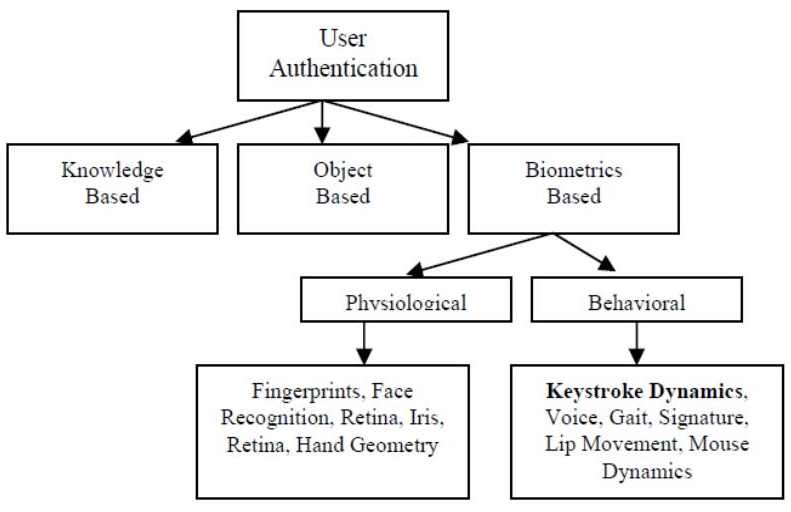 User
Authentication
Knowledge
Based
Object
Based
Biometrics
Based
Physiological
Behavioral
Fingerprints, Face
Recognition, Retina, Iris,
Retina, Hand Geometry
Keystroke Dynamics,
Voice, Gait, Signature,
Lip Movement, Mouse
Dynamics